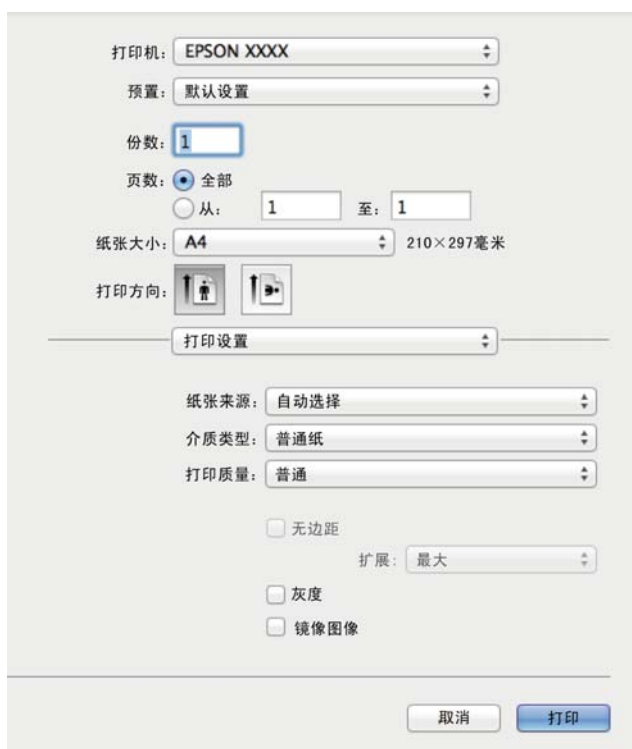 打印机: EPSON XXXX
预置: 默认设置
份数: 1
页数: 全部
从: 1 至: 1
纸张大小: A4 210×297毫米
打印方向:
打印设置
纸张来源: 自动选择
介质类型: 普通纸
打印质量: 普通
无边距
扩展: 最大
灰度
镜像图像
取消 打印